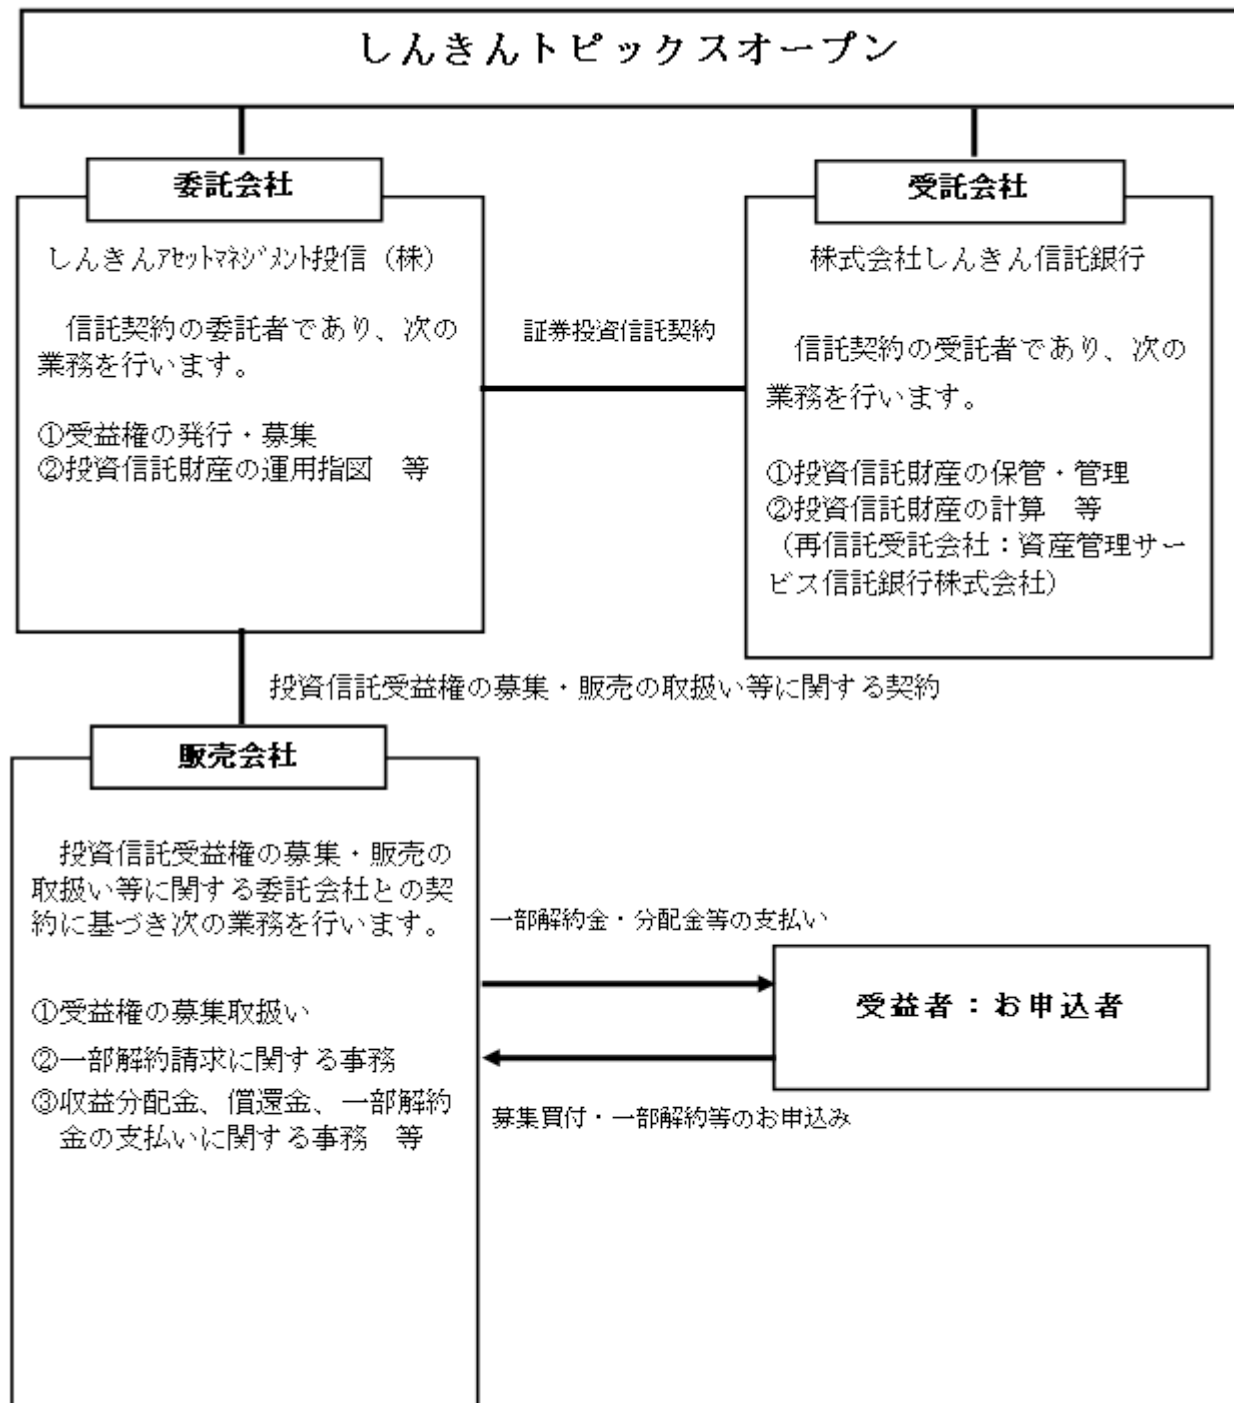 しんきんトピックスオープン
委託会社
しんきんｱｾｯﾄﾏﾈｼﾞﾒﾝﾄ投信（株）
信託契約の委託者であり、次の
業務を行います。
①受益権の発行・募集
②投資信託財産の運用指図　等
証券投資信託契約
受託会社
株式会社しんきん信託銀行
信託契約の受託者であり、次の
業務を行います。
①投資信託財産の保管・管理
②投資信託財産の計算　等
（再信託受託会社：資産管理サー
ビス信託銀行株式会社）
投資信託受益権の募集・販売の取扱い等に関する契約
販売会社
投資信託受益権の募集・販売の
取扱い等に関する委託会社との契
約に基づき次の業務を行います。
①受益権の募集取扱い
②一部解約請求に関する事務
③収益分配金、償還金、一部解約
金の支払いに関する事務　等
一部解約金・分配金等の支払い
受益者：お申込者
募集買付・一部解約等のお申込み